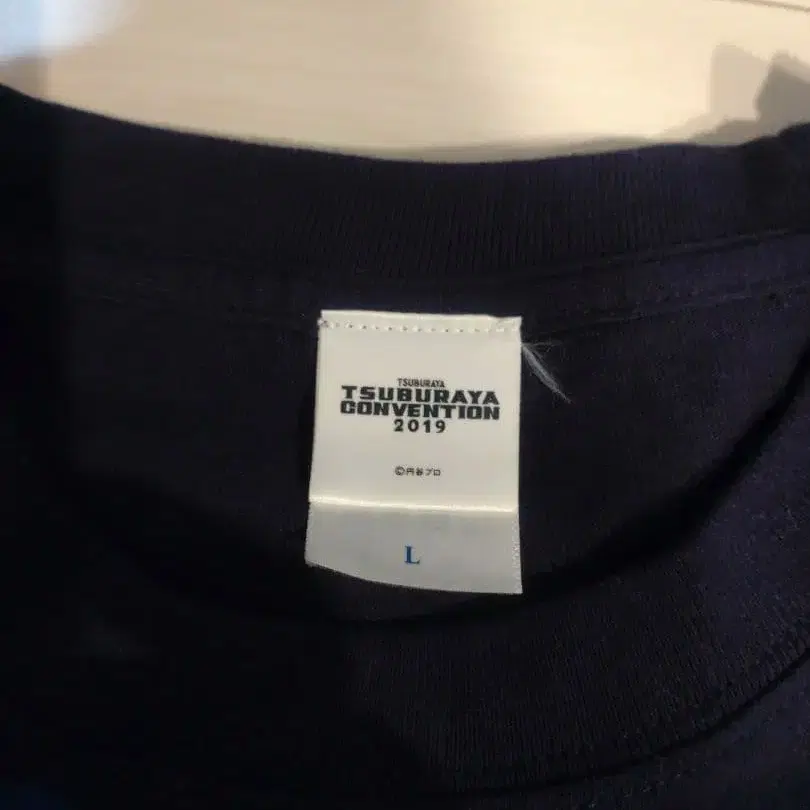 TSUBURAYA
TSUBURAYA
CONVENTION
2019
©円谷プロ
L